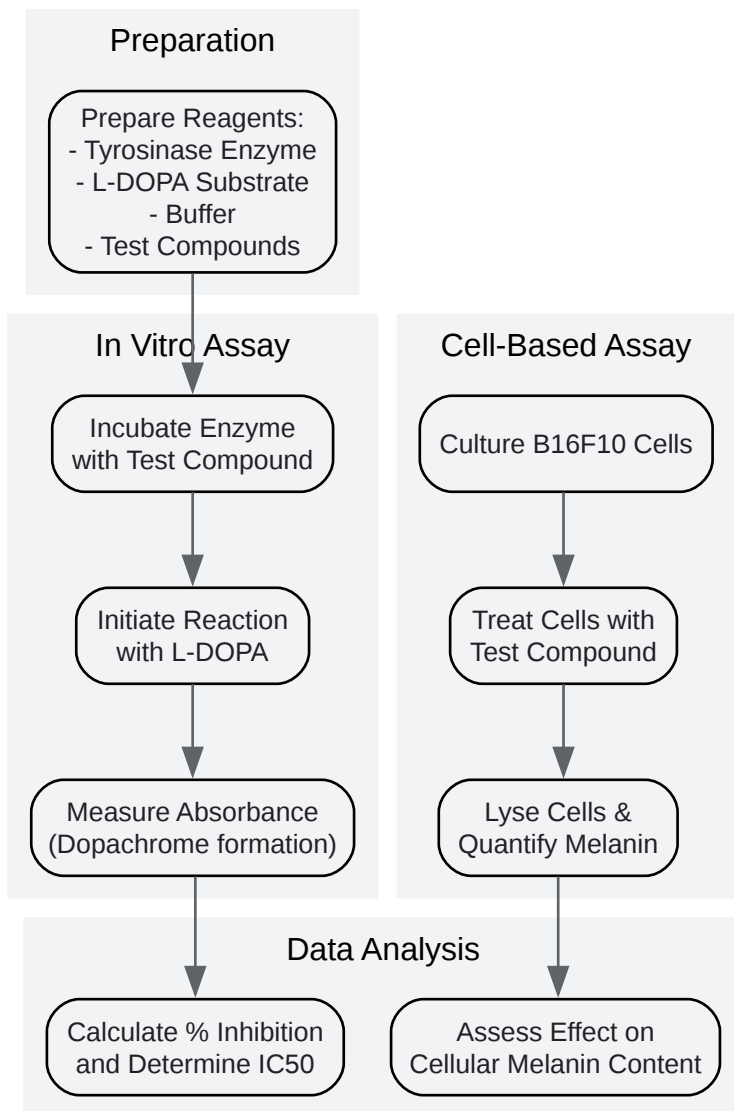 Preparation
Prepare Reagents:
- Tyrosinase Enzyme
- L-DOPA Substrate
- Buffer
- Test Compounds
In Vitro Assay
Incubate Enzyme
with Test Compound
Initiate Reaction
with L-DOPA
Measure Absorbance
(Dopachrome formation)
Cell-Based Assay
Culture B16F10 Cells
Treat Cells with
Test Compound
Lyse Cells &
Quantify Melanin
Data Analysis
Calculate % Inhibition
and Determine IC50
Assess Effect on
Cellular Melanin Content